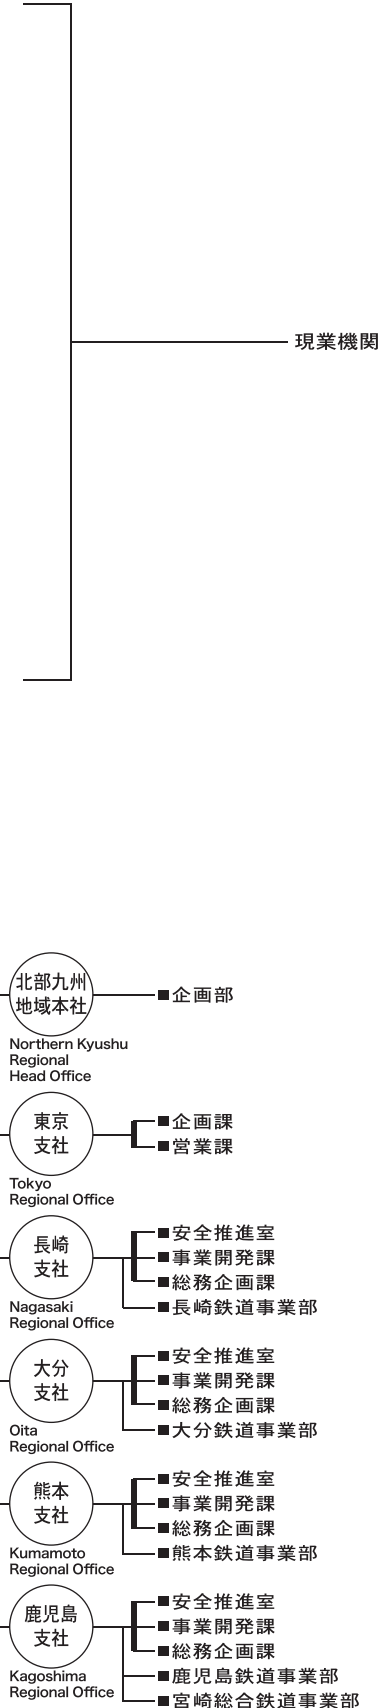 現業機関
北部九州
地域本社
■企画部
Northern Kyushu
Regional
Head Office
東京
支社
■企画課
■営業課
Tokyo
Regional Office
長崎
支社
■安全推進室
■事業開発課
■総務企画課
■長崎鉄道事業部
Nagasaki
Regional Office
大分
支社
■安全推進室
■事業開発課
■総務企画課
■大分鉄道事業部
Oita
Regional Office
熊本
支社
■安全推進室
■事業開発課
■総務企画課
■熊本鉄道事業部
Kumamoto
Regional Office
鹿児島
支社
■安全推進室
■事業開発課
■総務企画課
■鹿児島鉄道事業部
■宮崎総合鉄道事業部
Kagoshima
Regional Office